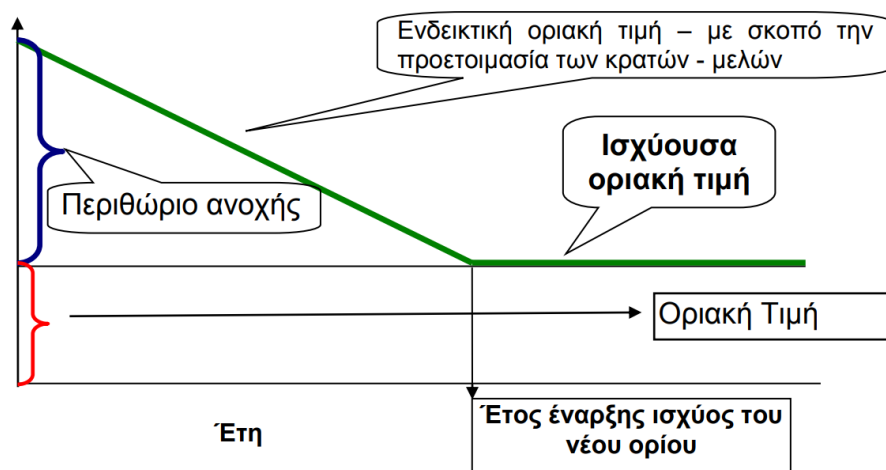 Ενδεικτική οριακή τιμή – με σκοπό την
προετοιμασία των κρατών - μελών
Ισχύουσα
οριακή τιμή
Περιθώριο ανοχής
Οριακή Τιμή
Έτη
Έτος έναρξης ισχύος του
νέου ορίου